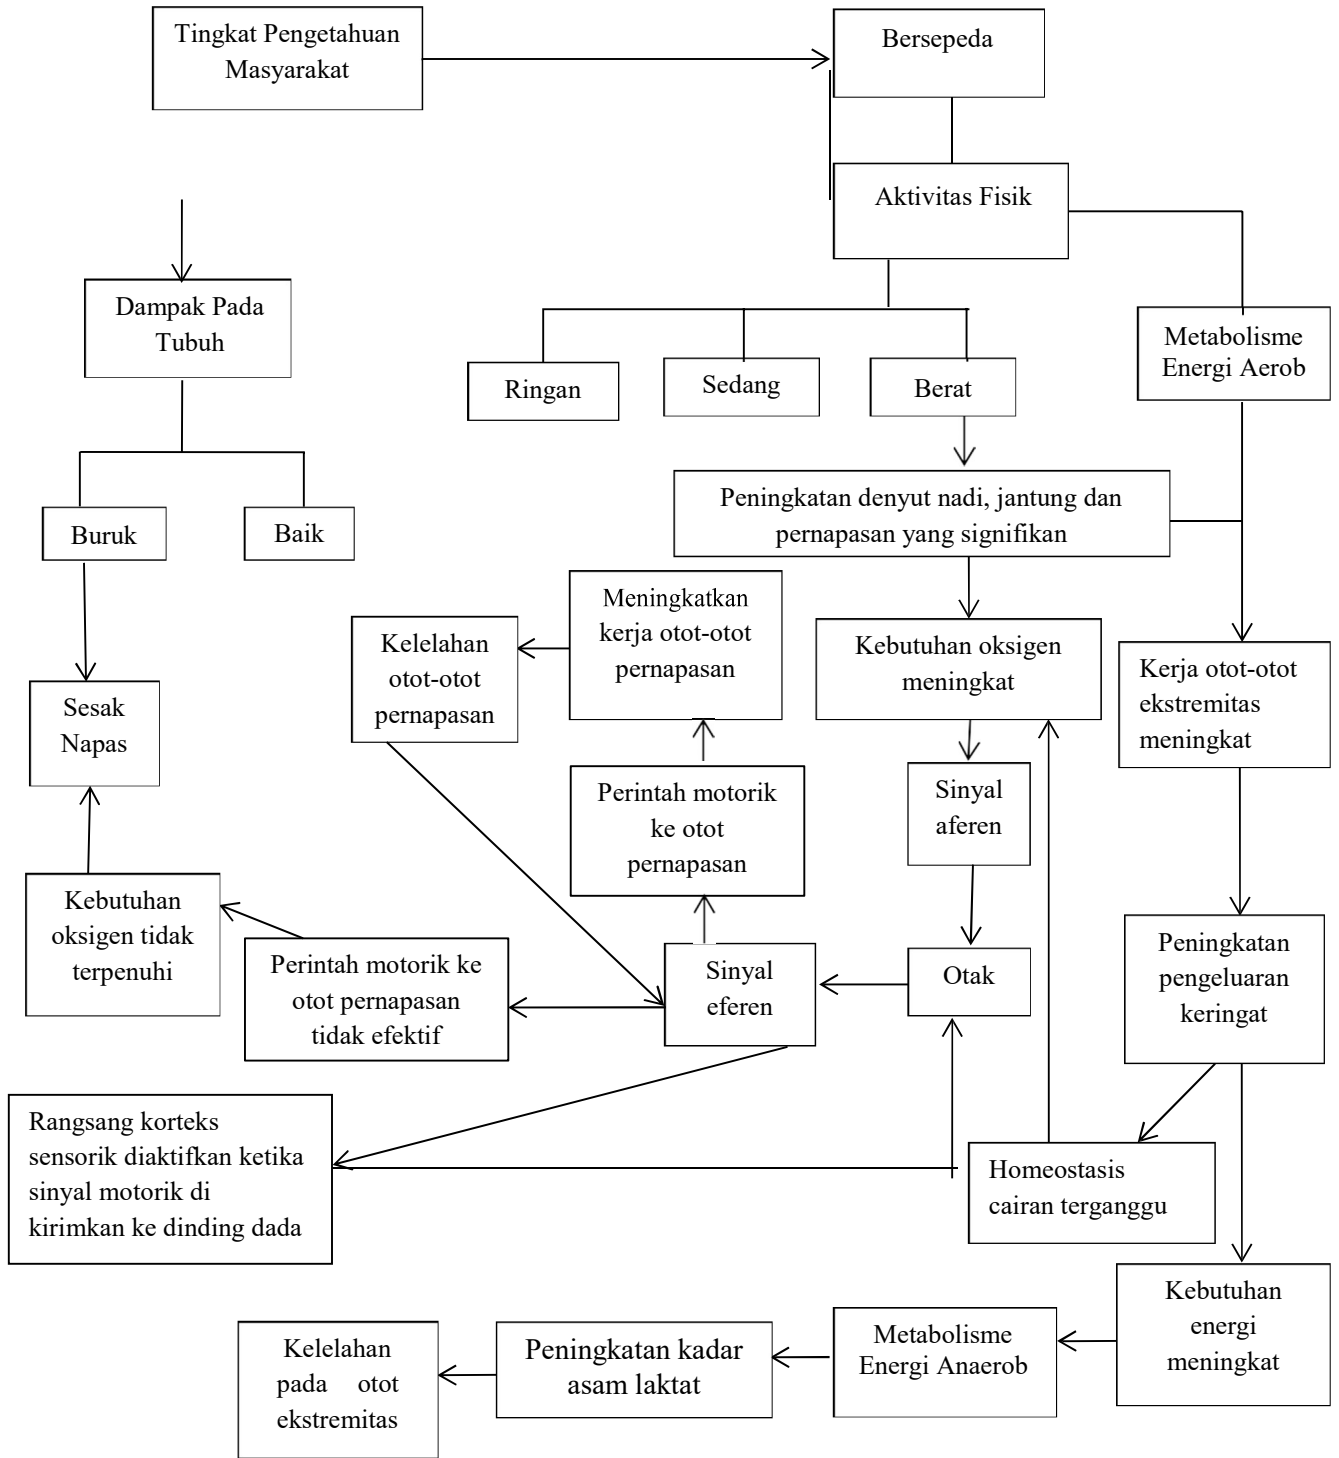 Tingkat Pengetahuan
Masyarakat
Bersepeda
Aktivitas Fisik
Dampak Pada
Tubuh
Metabolisme
Energi Aerob
Ringan
Sedang
Berat
Peningkatan denyut nadi, jantung dan
pernapasan yang signifikan
Buruk
Baik
Meningkatkan
kerja otot-otot
pernapasan
Kelelahan
otot-otot
pernapasan
Kebutuhan oksigen
meningkat
Kerja otot-otot
ekstremitas
meningkat
Sesak
Napas
Perintah motorik
ke otot
pernapasan
Sinyal
aferen
Kebutuhan
oksigen tidak
terpenuhi
Perintah motorik ke
otot pernapasan
tidak efektif
Sinyal
eferen
Otak
Peningkatan
pengeluaran
keringat
Rangsang korteks
sensorik diaktifkan ketika
sinyal motorik di
kirimkan ke dinding dada
Homeostasis
cairan terganggu
Kebutuhan
energi
meningkat
Metabolisme
Energi Anaerob
Peningkatan kadar
asam laktat
Kelelahan
pada otot
ekstremitas